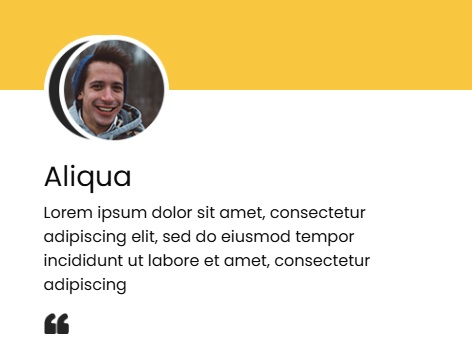 Aliqua
Lorem ipsum dolor sit amet, consectetur
adipiscing elit, sed do eiusmod tempor
incididunt ut labore et amet, consectetur
adipiscing
❝